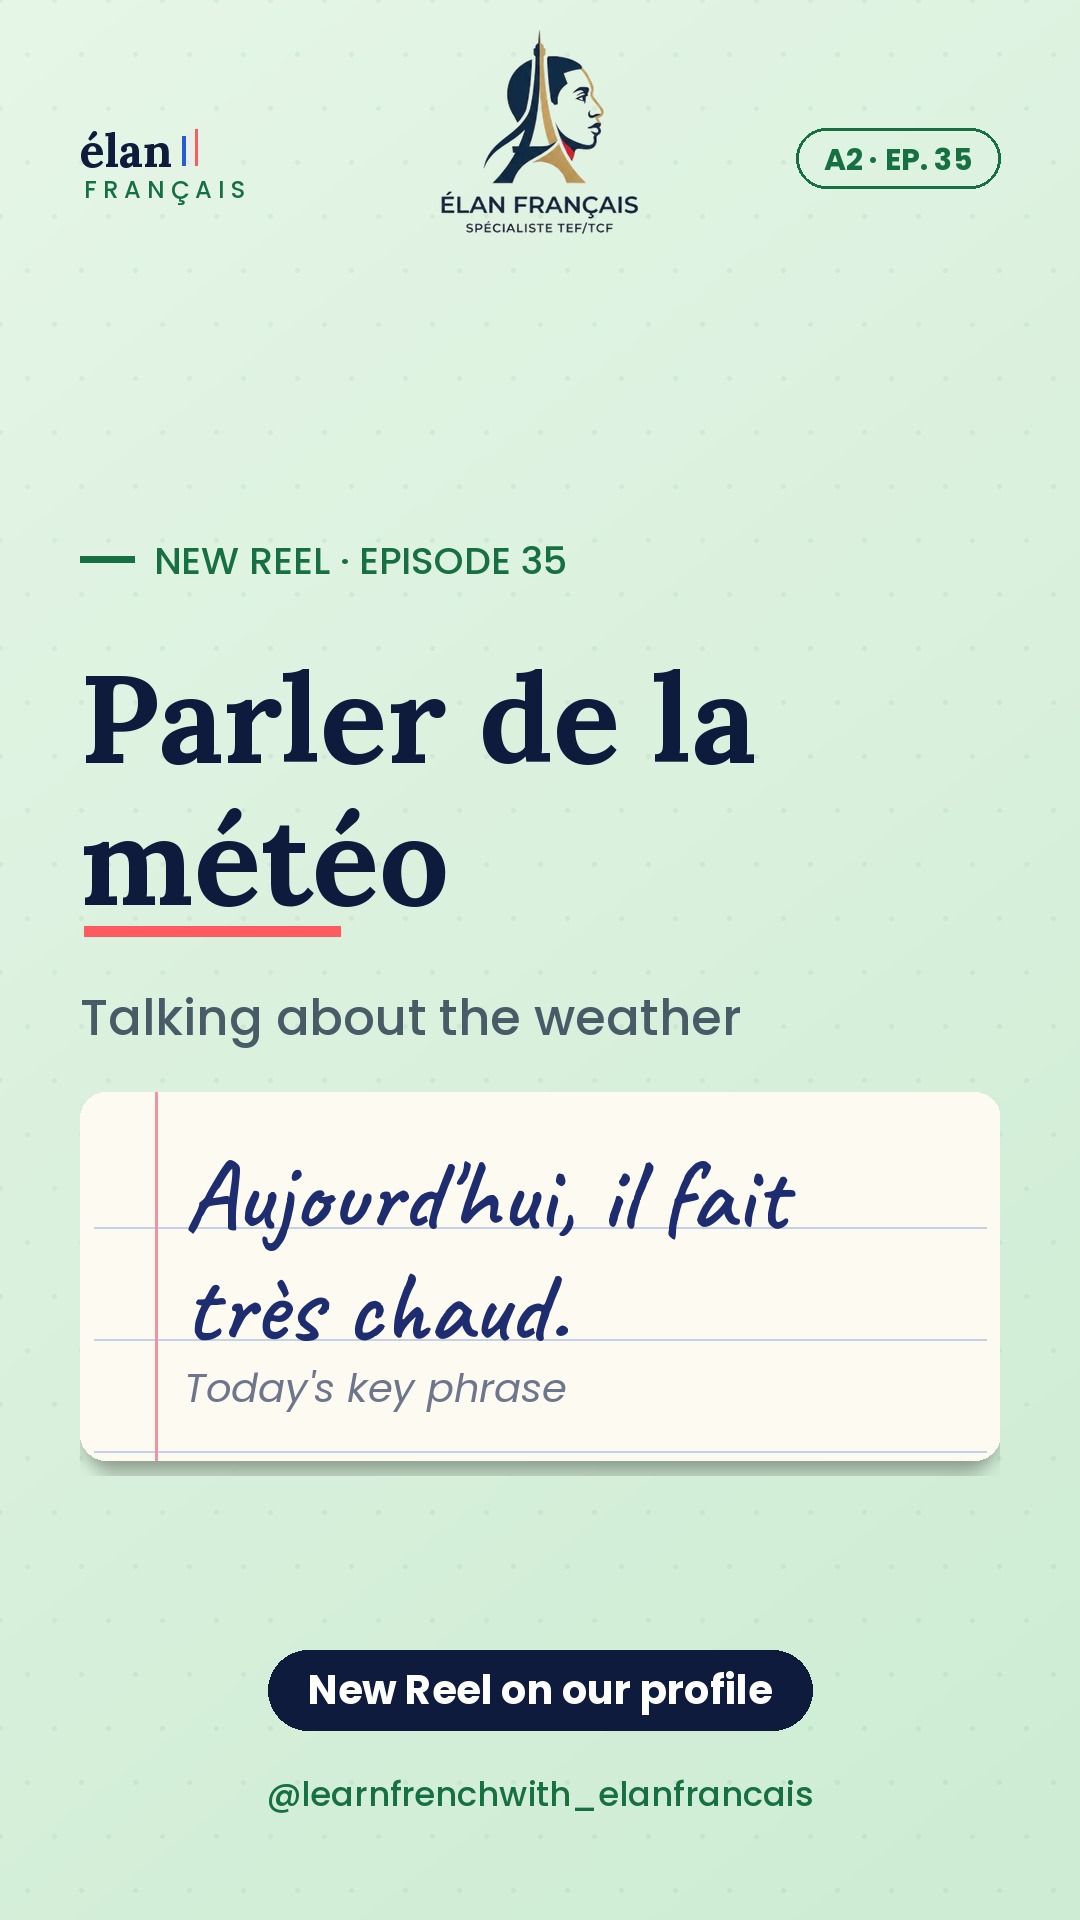 élan
FRANÇAIS
ÉLAN FRANÇAIS
SPÉCIALISTE TEF/TCF
A2 · EP. 35
NEW REEL · EPISODE 35
Parler de la
météo
Talking about the weather
Aujourd'hui, il fait
très chaud.
Today's key phrase
New Reel on our profile
@learnfrenchwith_elanfrancais